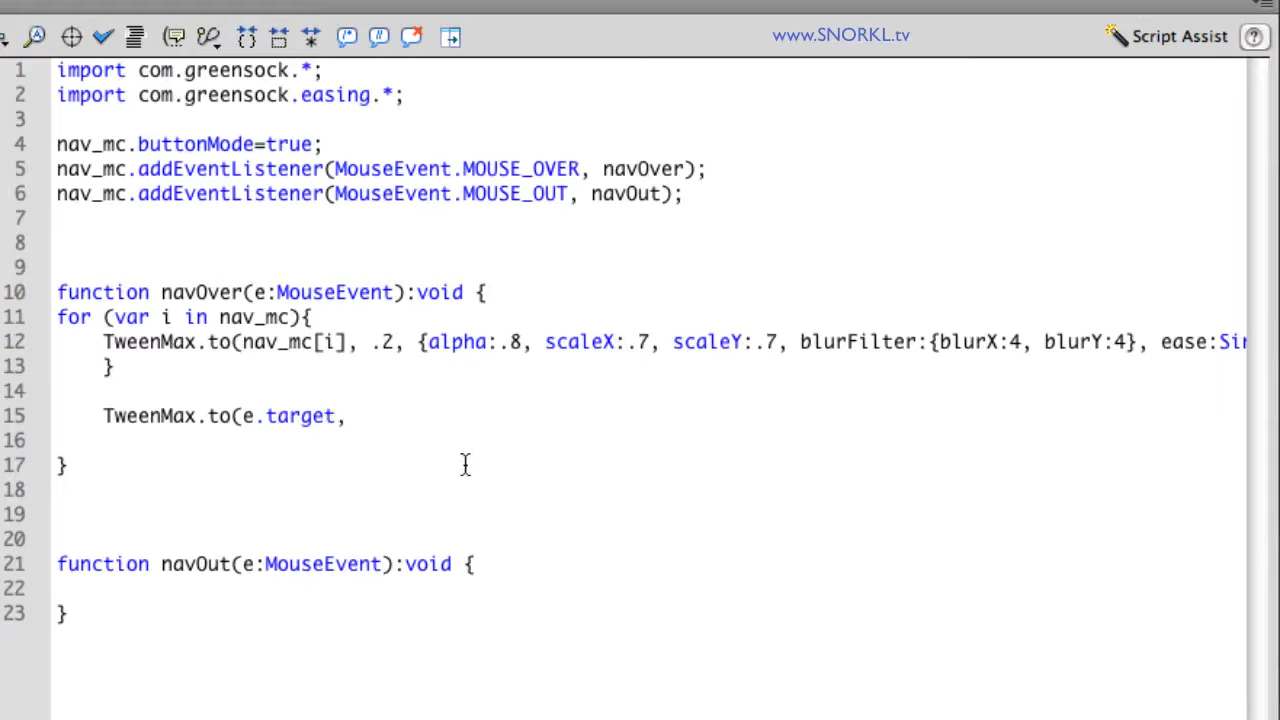 www.SNORKL.tv
Script Assist
1 import com.greensock.*;
2 import com.greensock.easing.*;
3
4 nav_mc.buttonMode=true;
5 nav_mc.addEventListener(MouseEvent.MOUSE_OVER, navOver);
6 nav_mc.addEventListener(MouseEvent.MOUSE_OUT, navOut);
7
8
9
10 function navOver(e:MouseEvent):void {
11 for (var i in nav_mc){
12 TweenMax.to(nav_mc[i], .2, {alpha:.8, scaleX:.7, scaleY:.7, blurFilter:{blurX:4, blurY:4}, ease:Sin
13 }
14
15 TweenMax.to(e.target,
16
17 }
18
19
20
21 function navOut(e:MouseEvent):void {
22
23 }